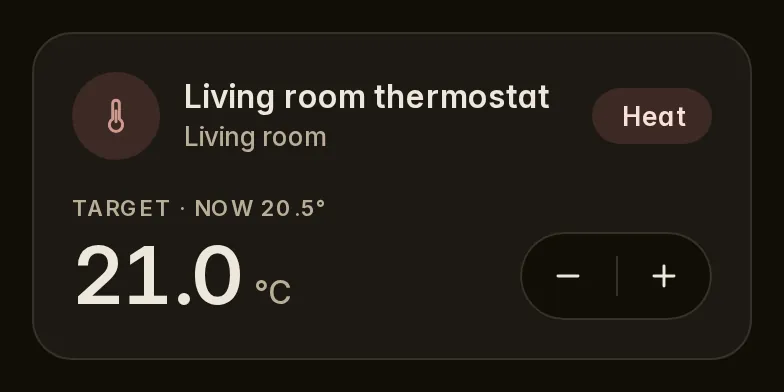 Living room thermostat
Living room
Heat
TARGET · NOW 20.5°
21.0 °C
− +